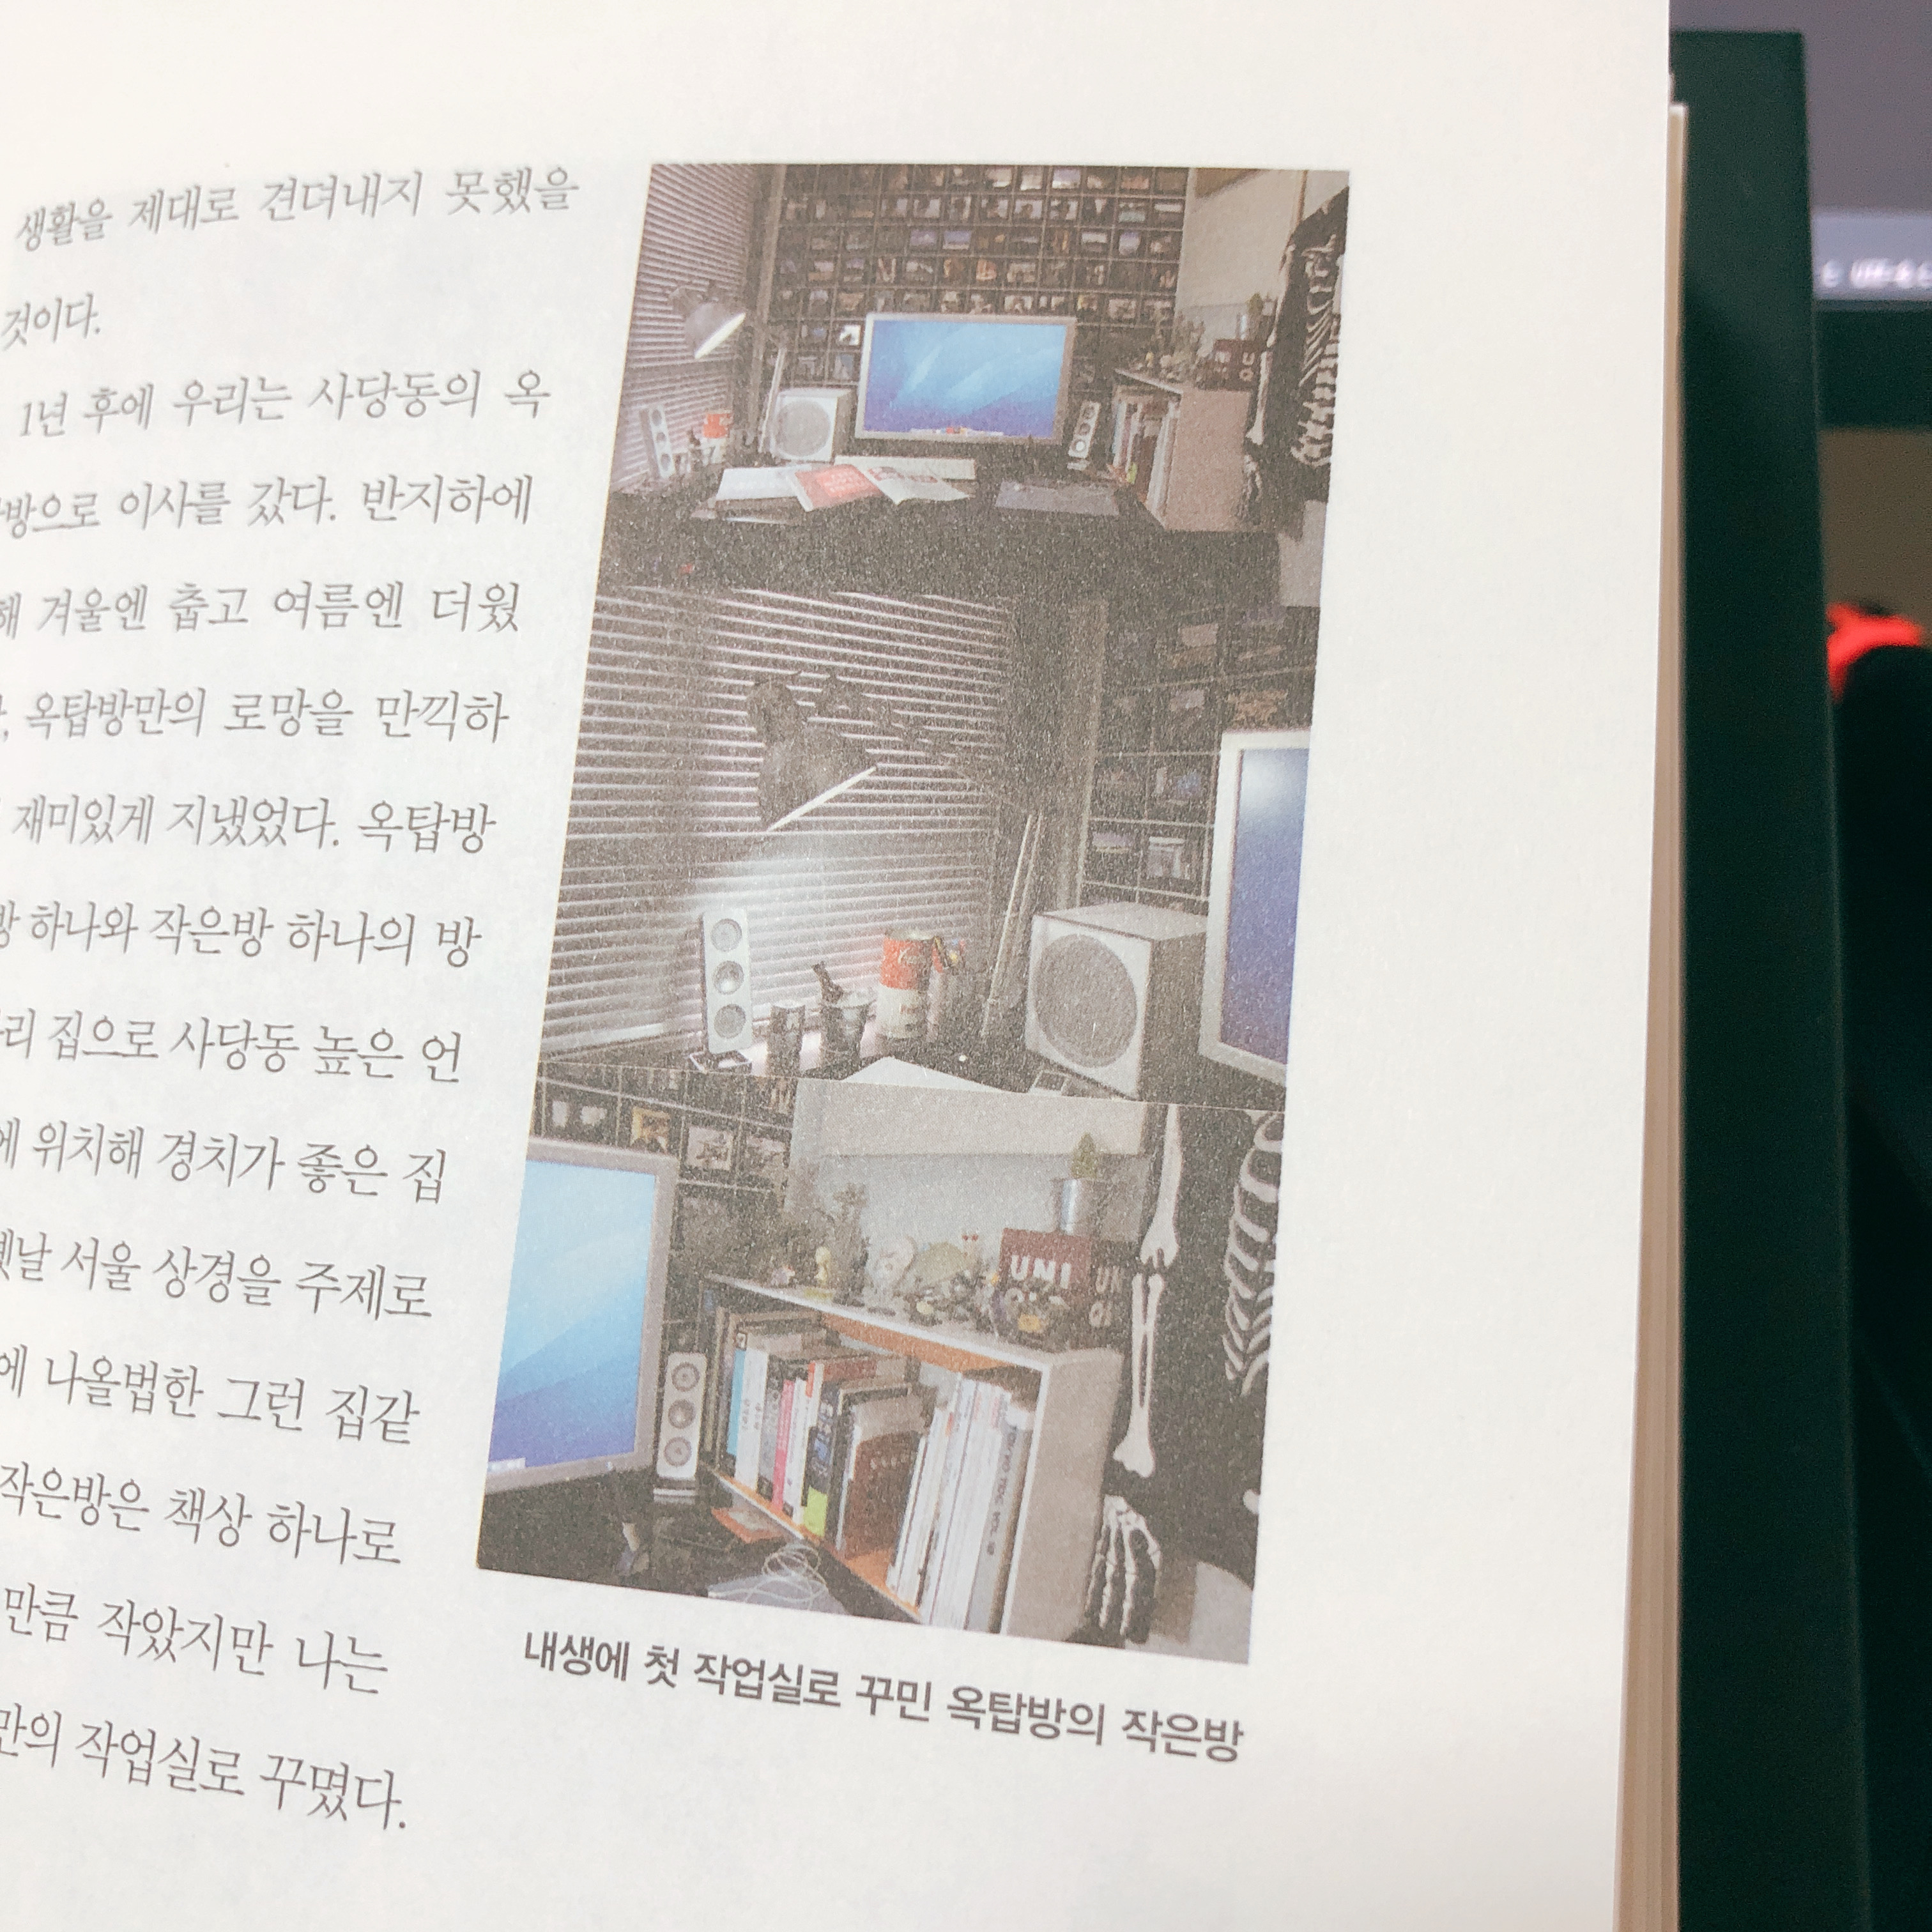 생활을 제대로 견뎌내지 못했을
것이다.
1년 후에 우리는 사당동의 옥
방으로 이사를 갔다. 반지하에
해 겨울엔 춥고 여름엔 더웠
, 옥탑방만의 로망을 만끽하
재미있게 지냈었다. 옥탑방
방 하나와 작은방 하나의 방
리 집으로 사당동 높은 언
에 위치해 경치가 좋은 집
옛날 서울 상경을 주제로
에 나올법한 그런 집같
작은방은 책상 하나로
만큼 작았지만 나는
만의 작업실로 꾸몄다.
UNI
UN
내생에 첫 작업실로 꾸민 옥탑방의 작은방